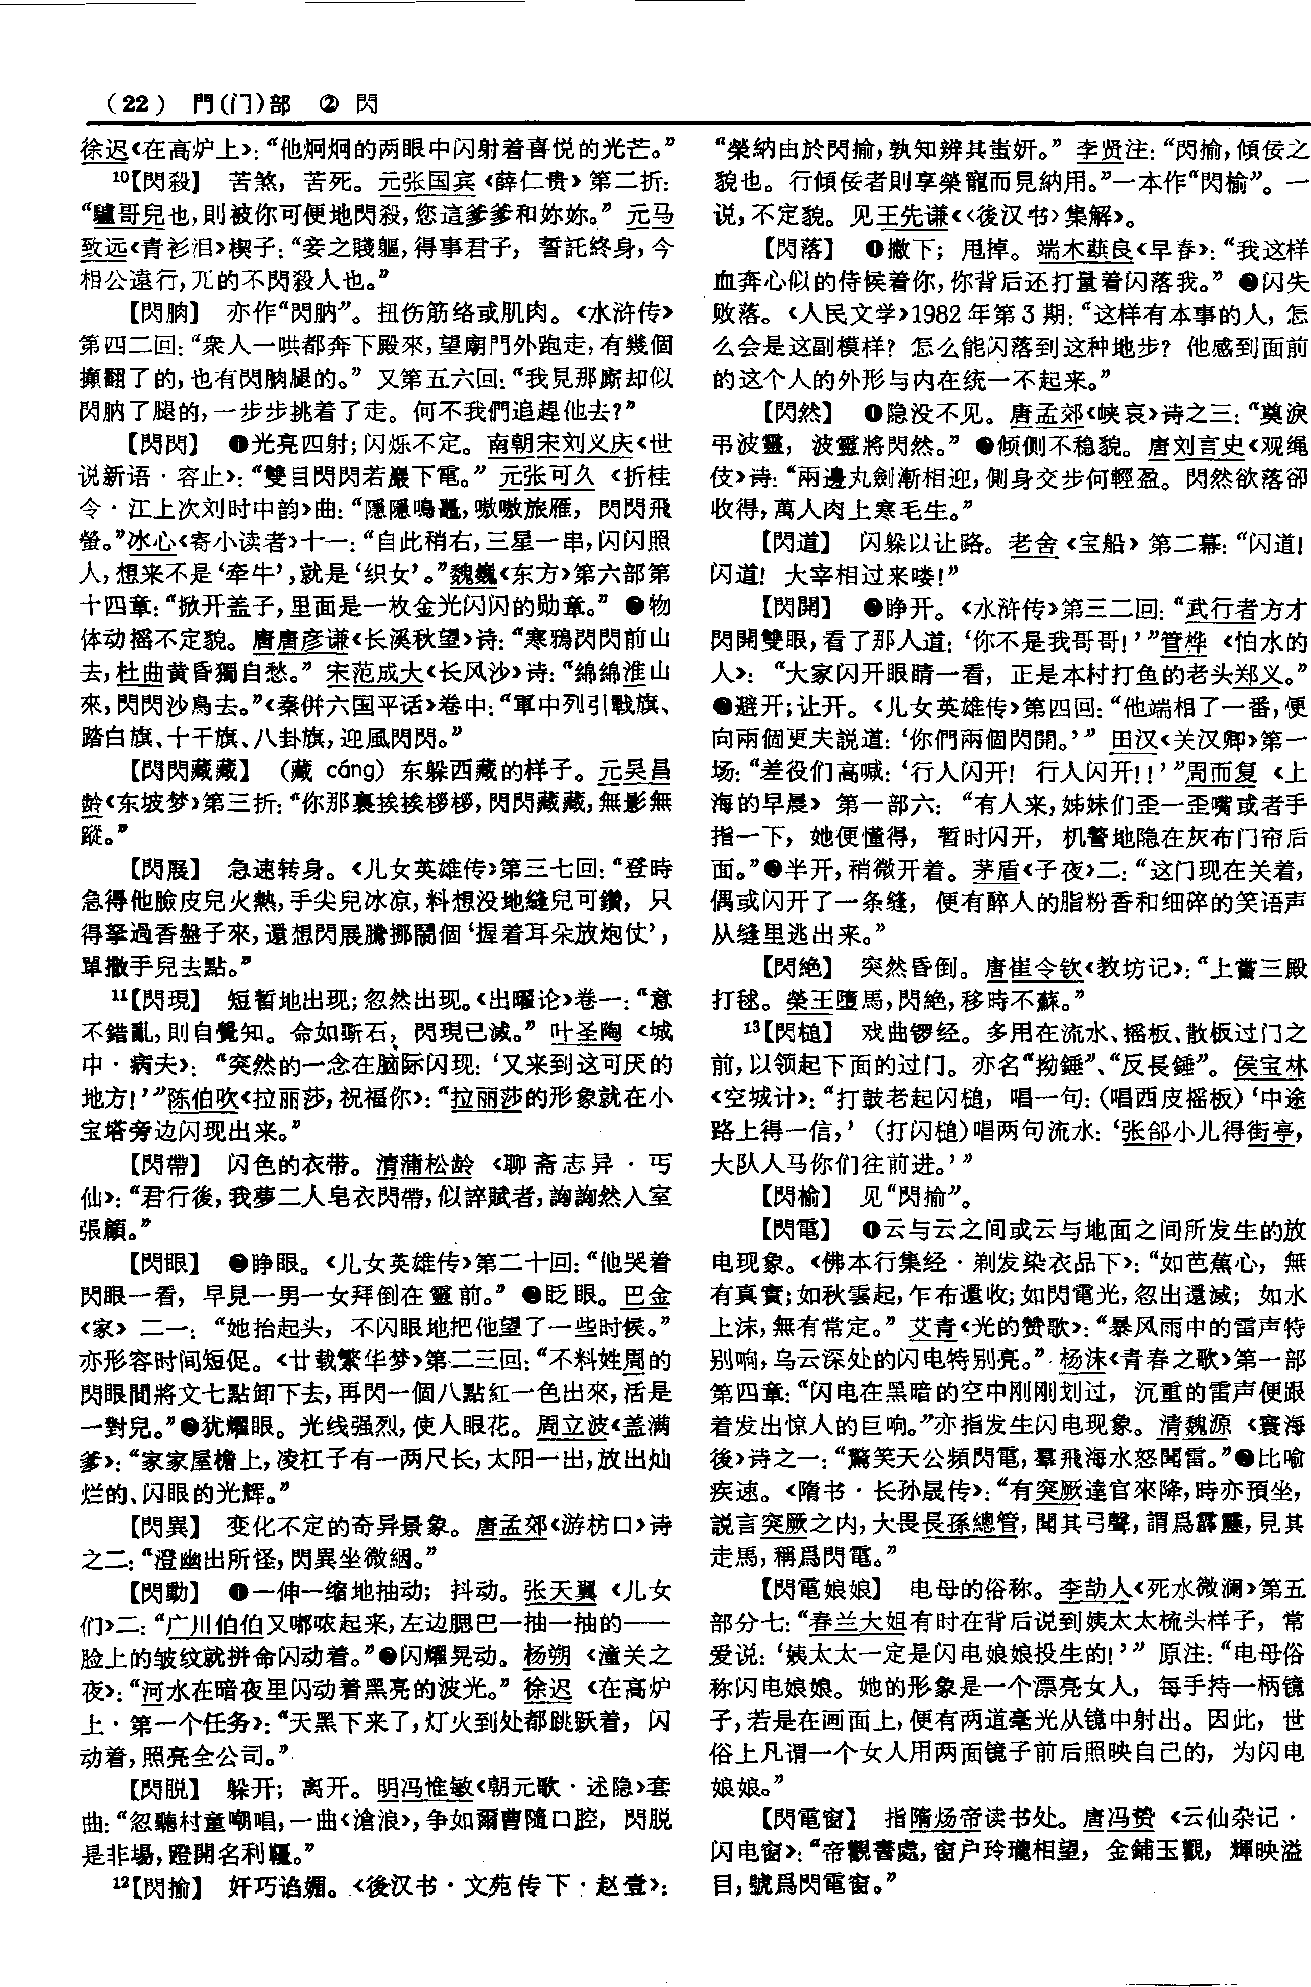 (22) 門(门)部 ② 閃
徐迟《在高炉上》：“他炯炯的两眼中闪射着喜悦的光芒。”
10【閃殺】 苦煞，苦死。元张国宾《薛仁贵》第二折：
“驢哥兒也，則被你可便地閃殺，您這爹爹和妳妳。” 元马
致远《青衫泪》楔子：“妾之賤軀，得事君子，誓託終身，今
相公遠行，兀的不閃殺人也。”
【閃朒】 亦作“閃肭”。扭伤筋络或肌肉。《水浒传》
第四二回：“衆人一哄都奔下殿來，望廟門外跑走，有幾個
攧翻了的，也有閃朒腿的。” 又第五六回：“我見那廝却似
閃肭了腿的，一步步挑着了走。何不我們追趕他去？”
【閃閃】 ❶光亮四射；闪烁不定。南朝宋刘义庆《世
说新语·容止》：“雙目閃閃若巖下電。” 元张可久《折桂
令·江上次刘时中韵》曲：“隱隱鳴鼉，嗷嗷旅雁，閃閃飛
螢。”冰心《寄小读者》十一：“自此稍右，三星一串，闪闪照
人，想来不是‘牵牛’，就是‘织女’。”魏巍《东方》第六部第
十四章：“掀开盖子，里面是一枚金光闪闪的勋章。” ❷物
体动摇不定貌。唐唐彦谦《长溪秋望》诗：“寒鴉閃閃前山
去，杜曲黄昏獨自愁。” 宋范成大《长风沙》诗：“綿綿淮山
來，閃閃沙鳥去。”《秦併六国平话》卷中：“軍中列引戰旗、
踏白旗、十干旗、八卦旗，迎風閃閃。”
【閃閃藏藏】 （藏 cáng）东躲西藏的样子。元吴昌
龄《东坡梦》第三折：“你那裏挨挨桚桚，閃閃藏藏，無影無
蹤。”
【閃展】 急速转身。《儿女英雄传》第三七回：“登時
急得他臉皮兒火熱，手尖兒冰凉，料想没地縫兒可鑽，只
得拏過香盤子來，還想閃展騰挪鬧個‘握着耳朵放炮仗’，
單撒手兒去點。”
11【閃現】 短暂地出现；忽然出现。《出曜论》卷一：“意
不錯亂，則自覺知。命如斲石，閃現已滅。” 叶圣陶《城
中·病夫》：“突然的一念在脑际闪现：‘又来到这可厌的
地方！’”陈伯吹《拉丽莎，祝福你》：“拉丽莎的形象就在小
宝塔旁边闪现出来。”
【閃帶】 闪色的衣带。清蒲松龄《聊斋志异·丐
仙》：“君行後，我夢二人皂衣閃帶，似誶賦者，訽訽然入室
張顧。”
【閃眼】 ❶睁眼。《儿女英雄传》第二十回：“他哭着
閃眼一看，早見一男一女拜倒在靈前。” ❷眨眼。巴金
《家》二一：“她抬起头，不闪眼地把他望了一些时候。”
亦形容时间短促。《廿载繁华梦》第二三回：“不料姓周的
閃眼間將文七點卸下去，再閃一個八點紅一色出來，活是
一對兒。”❸犹耀眼。光线强烈，使人眼花。周立波《盖满
爹》：“家家屋檐上，凌杠子有一两尺长，太阳一出，放出灿
烂的、闪眼的光辉。”
【閃異】 变化不定的奇异景象。唐孟郊《游枋口》诗
之二：“澄幽出所怪，閃異坐微絪。”
【閃動】 ❶一伸一缩地抽动；抖动。张天翼《儿女
们》二：“广川伯伯又嘟哝起来，左边腮巴一抽一抽的——
脸上的皱纹就拼命闪动着。”❷闪耀晃动。杨朔《潼关之
夜》：“河水在暗夜里闪动着黑亮的波光。” 徐迟《在高炉
上·第一个任务》：“天黑下来了，灯火到处都跳跃着，闪
动着，照亮全公司。”
【閃脱】 躲开；离开。明冯惟敏《朝元歌·述隐》套
曲：“忽聽村童嘲唱，一曲《滄浪》，争如爾曹隨口腔，閃脱
是非場，蹬開名利韁。”
12【閃揄】 奸巧谄媚。《後汉书·文苑传下·赵壹》：
“榮納由於閃揄，孰知辨其蚩妍。” 李贤注：“閃揄，傾佞之
貌也。行傾佞者則享榮寵而見納用。”一本作“閃榆”。一
说，不定貌。见王先谦《〈後汉书〉集解》。
【閃落】 ❶撇下；甩掉。端木蕻良《早春》：“我这样
血奔心似的侍候着你，你背后还打量着闪落我。” ❷闪失
败落。《人民文学》1982年第3期：“这样有本事的人，怎
么会是这副模样？怎么能闪落到这种地步？他感到面前
的这个人的外形与内在统一不起来。”
【閃然】 ❶隐没不见。唐孟郊《峡哀》诗之三：“奠淚
弔波靈，波靈將閃然。” ❷倾侧不稳貌。唐刘言史《观绳
伎》诗：“兩邊丸劍漸相迎，側身交步何輕盈。閃然欲落卻
收得，萬人肉上寒毛生。”
【閃道】 闪躲以让路。老舍《宝船》第二幕：“闪道！
闪道！大宰相过来喽！”
【閃開】 ❶睁开。《水浒传》第三二回：“武行者方才
閃開雙眼，看了那人道：‘你不是我哥哥！’”管桦《怕水的
人》：“大家闪开眼睛一看，正是本村打鱼的老头郑义。”
❷避开；让开。《儿女英雄传》第四回：“他端相了一番，便
向兩個更夫説道：‘你們兩個閃開。’” 田汉《关汉卿》第一
场：“差役们高喊：‘行人闪开！行人闪开！！’”周而复《上
海的早晨》第一部六：“有人来，姊妹们歪一歪嘴或者手
指一下，她便懂得，暂时闪开，机警地隐在灰布门帘后
面。”❸半开，稍微开着。茅盾《子夜》二：“这门现在关着，
偶或闪开了一条缝，便有醉人的脂粉香和细碎的笑语声
从缝里逃出来。”
【閃絶】 突然昏倒。唐崔令钦《教坊记》：“上嘗三殿
打毬。榮王墮馬，閃絶，移時不蘇。”
13【閃槌】 戏曲锣经。多用在流水、摇板、散板过门之
前，以领起下面的过门。亦名“拗錘”、“反長錘”。侯宝林
《空城计》：“打鼓老起闪槌，唱一句：（唱西皮摇板）‘中途
路上得一信，’（打闪槌）唱两句流水：‘张郃小儿得街亭，
大队人马你们往前进。’”
【閃榆】 见“閃揄”。
【閃電】 ❶云与云之间或云与地面之间所发生的放
电现象。《佛本行集经·剃发染衣品下》：“如芭蕉心，無
有真實；如秋雲起，乍布還收；如閃電光，忽出還滅；如水
上沫，無有常定。” 艾青《光的赞歌》：“暴风雨中的雷声特
别响，乌云深处的闪电特别亮。” 杨沫《青春之歌》第一部
第四章：“闪电在黑暗的空中刚刚划过，沉重的雷声便跟
着发出惊人的巨响。”亦指发生闪电现象。清魏源《寰海
後》诗之一：“驚笑天公頻閃電，羣飛海水怒聞雷。”❷比喻
疾速。《隋书·长孙晟传》：“有突厥達官來降，時亦預坐，
説言突厥之内，大畏長孫總管，聞其弓聲，謂爲霹靂，見其
走馬，稱爲閃電。”
【閃電娘娘】 电母的俗称。李劼人《死水微澜》第五
部分七：“春兰大姐有时在背后说到姨太太梳头样子，常
爱说：‘姨太太一定是闪电娘娘投生的！’” 原注：“电母俗
称闪电娘娘。她的形象是一个漂亮女人，每手持一柄镜
子，若是在画面上，便有两道毫光从镜中射出。因此，世
俗上凡谓一个女人用两面镜子前后照映自己的，为闪电
娘娘。”
【閃電窗】 指隋炀帝读书处。唐冯贽《云仙杂记·
闪电窗》：“帝觀書處，窗户玲瓏相望，金鋪玉觀，輝映溢
目，號爲閃電窗。”